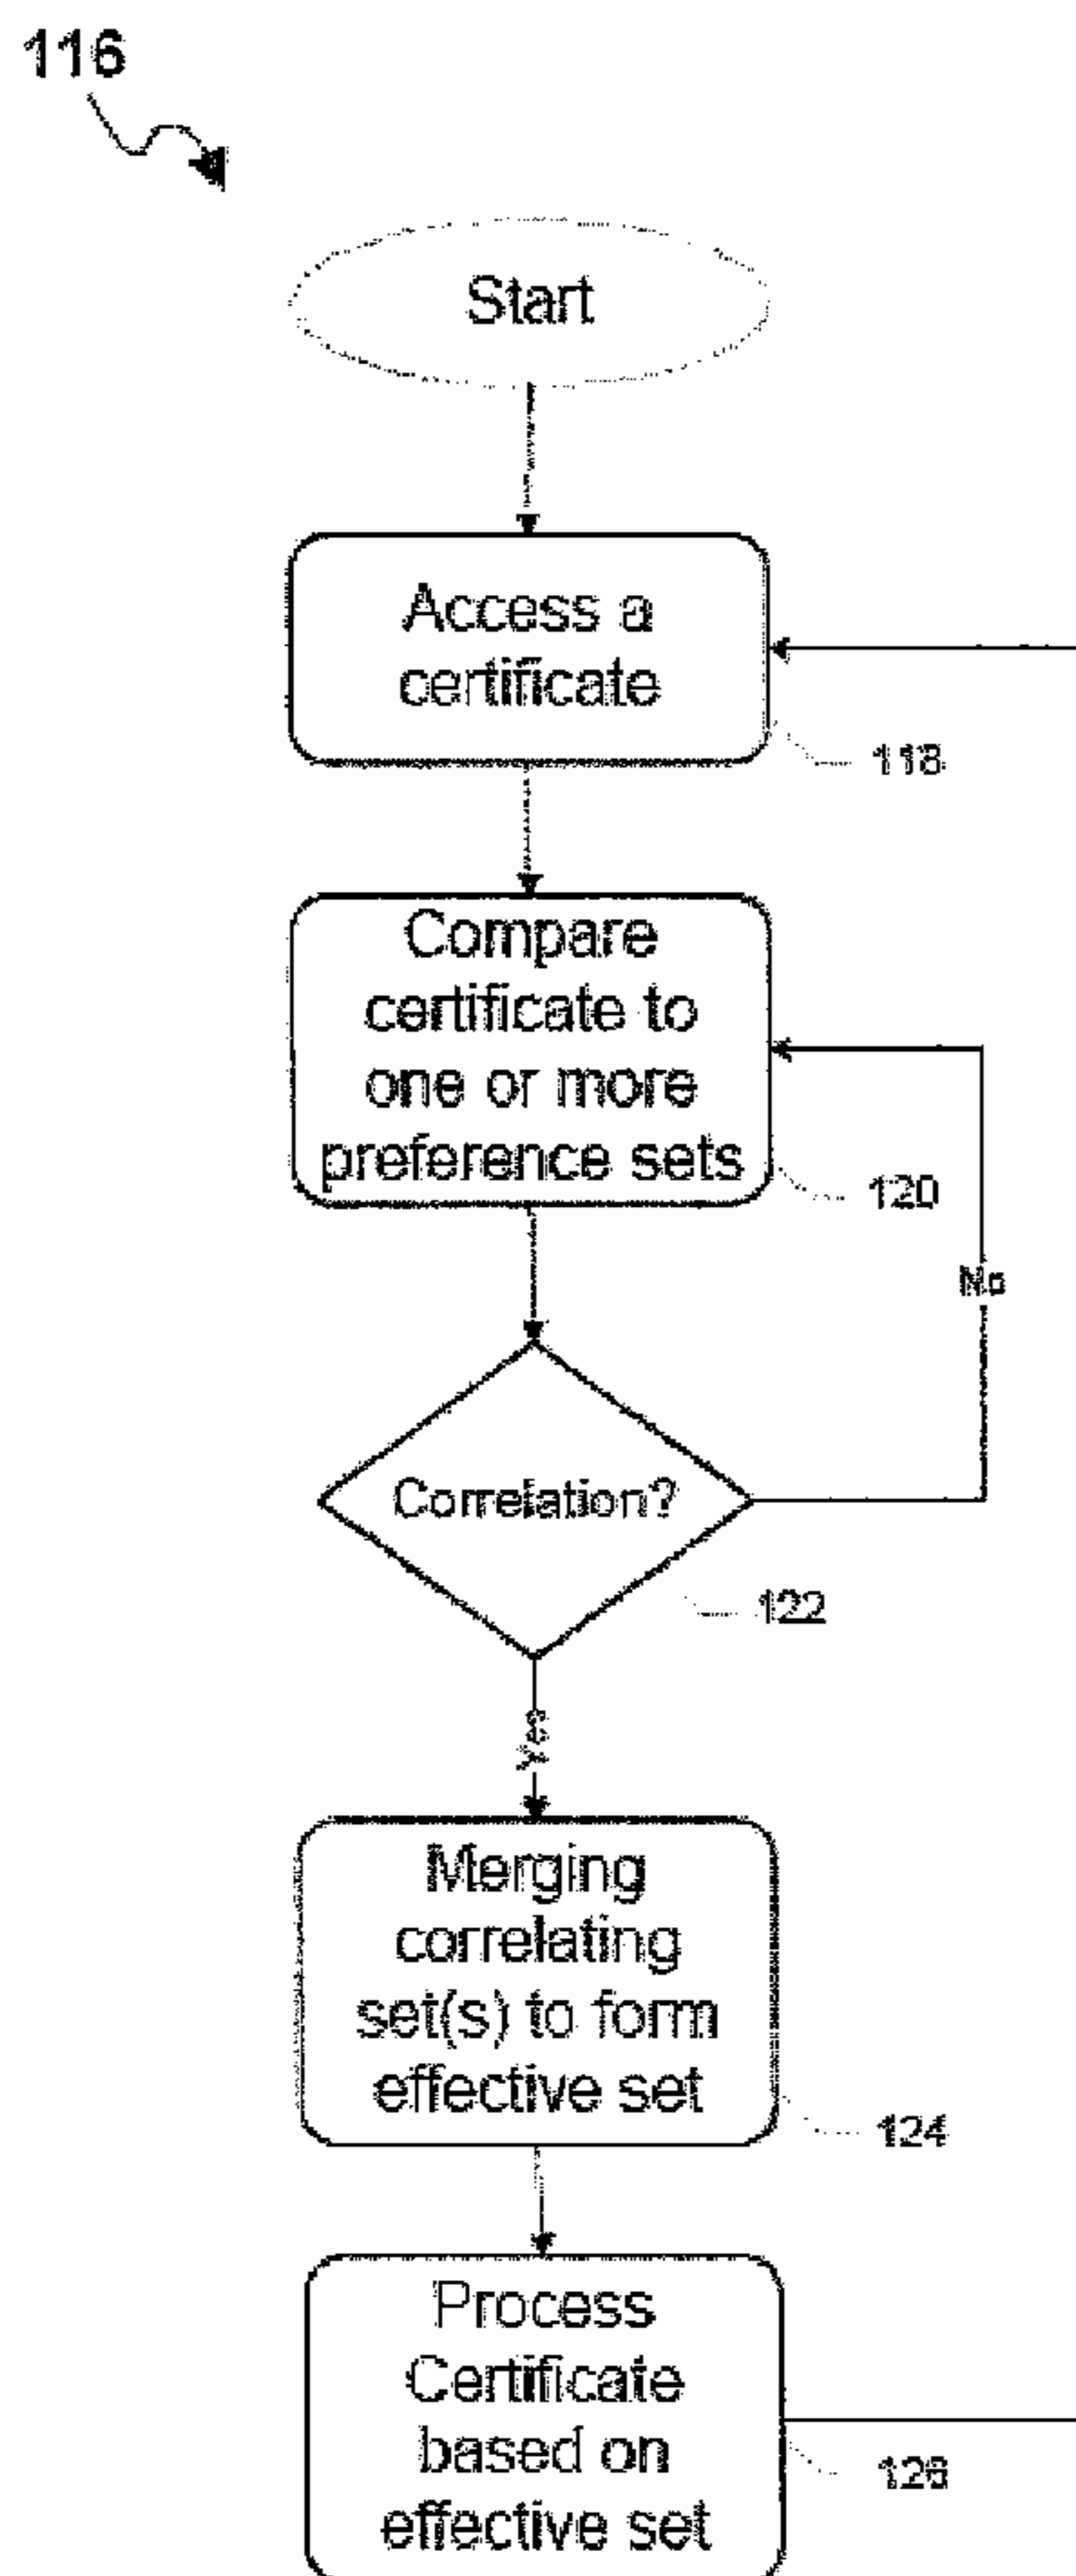 116
Start
Access a
certificate
118
Compare
certificate to
one or more
preference sets
120
No
Correlation?
122
yes
Merging
correlating
set(s) to form
effective set
124
Process
Certificate
based on
effective set
126